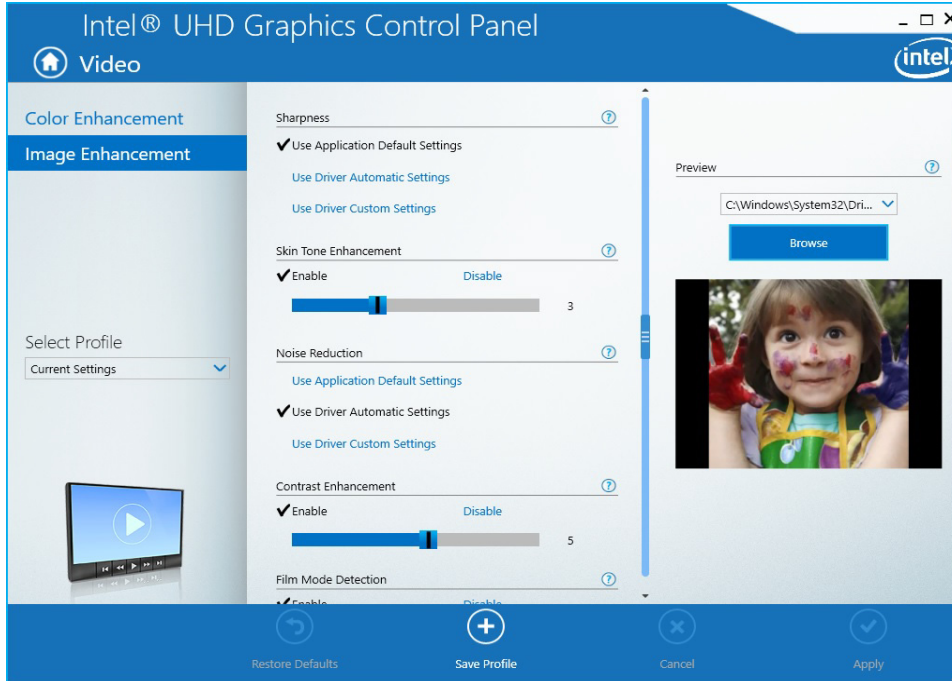 Intel® UHD Graphics Control Panel
Video
intel
Color Enhancement
Image Enhancement
Select Profile
Current Settings
Sharpness
Use Application Default Settings
Use Driver Automatic Settings
Use Driver Custom Settings
Skin Tone Enhancement
Enable Disable
3
Noise Reduction
Use Application Default Settings
Use Driver Automatic Settings
Use Driver Custom Settings
Contrast Enhancement
Enable Disable
5
Film Mode Detection
Enable Disable
Preview
C:\Windows\System32\Dri...
Browse
Restore Defaults
Save Profile
Cancel
Apply